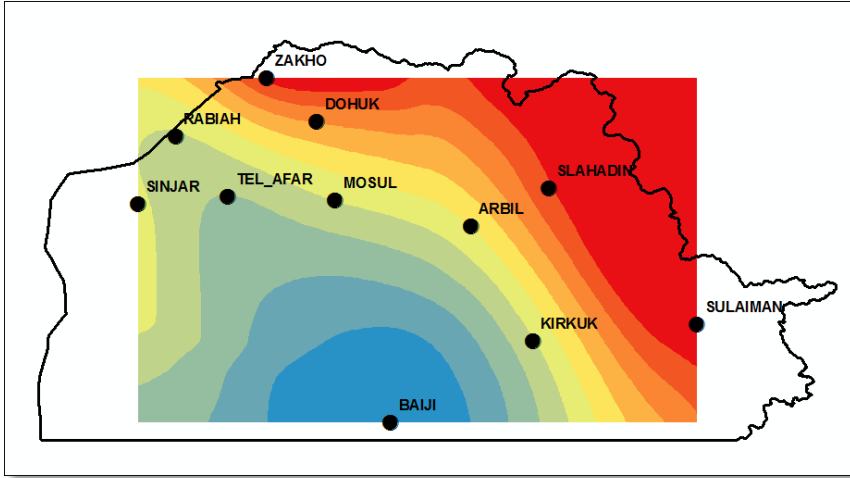 ZAKHO
DOHUK
RABIAH
SLAHADIN
TEL_AFAR
MOSUL
SINJAR
ARBIL
SULAIMAN
KIRKUK
BAIJI